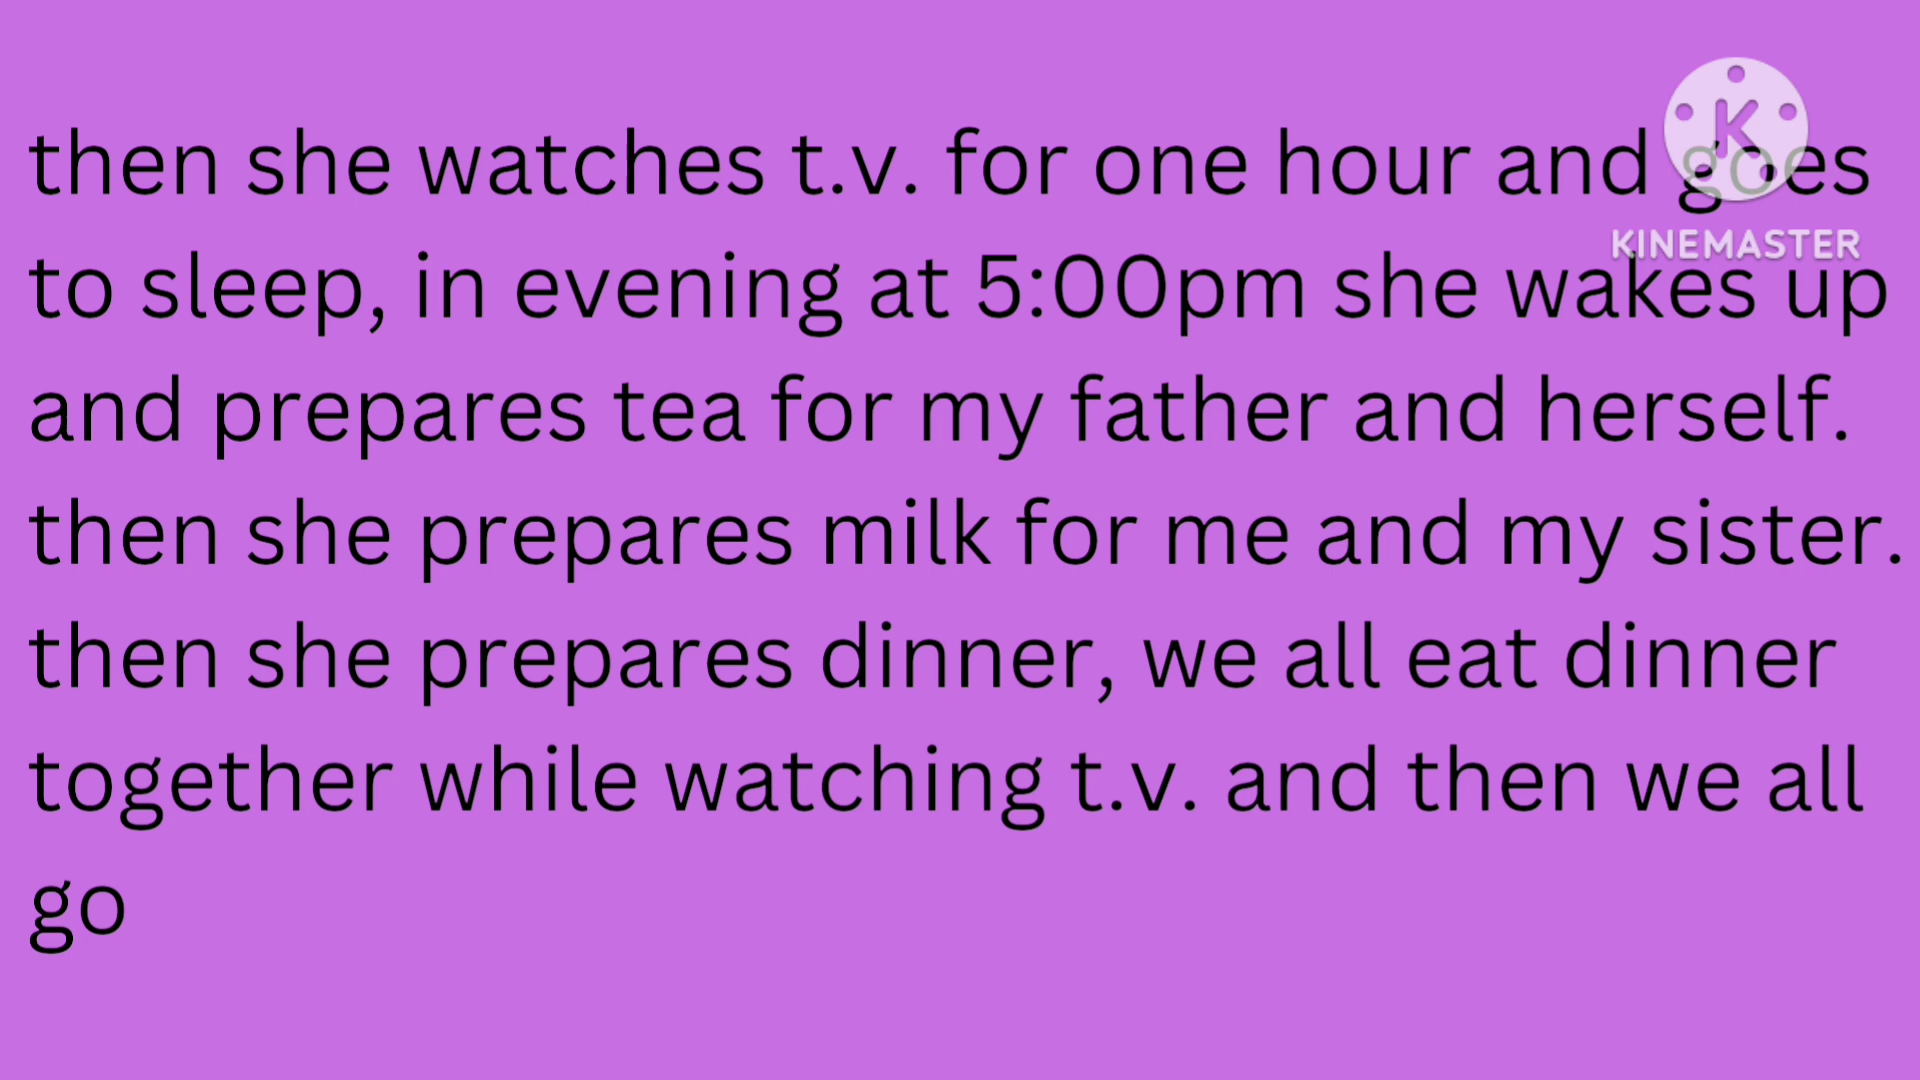 then she watches t.v. for one hour and goes
KINEMASTER
to sleep, in evening at 5:00pm she wakes up
and prepares tea for my father and herself.
then she prepares milk for me and my sister.
then she prepares dinner, we all eat dinner
together while watching t.v. and then we all
go